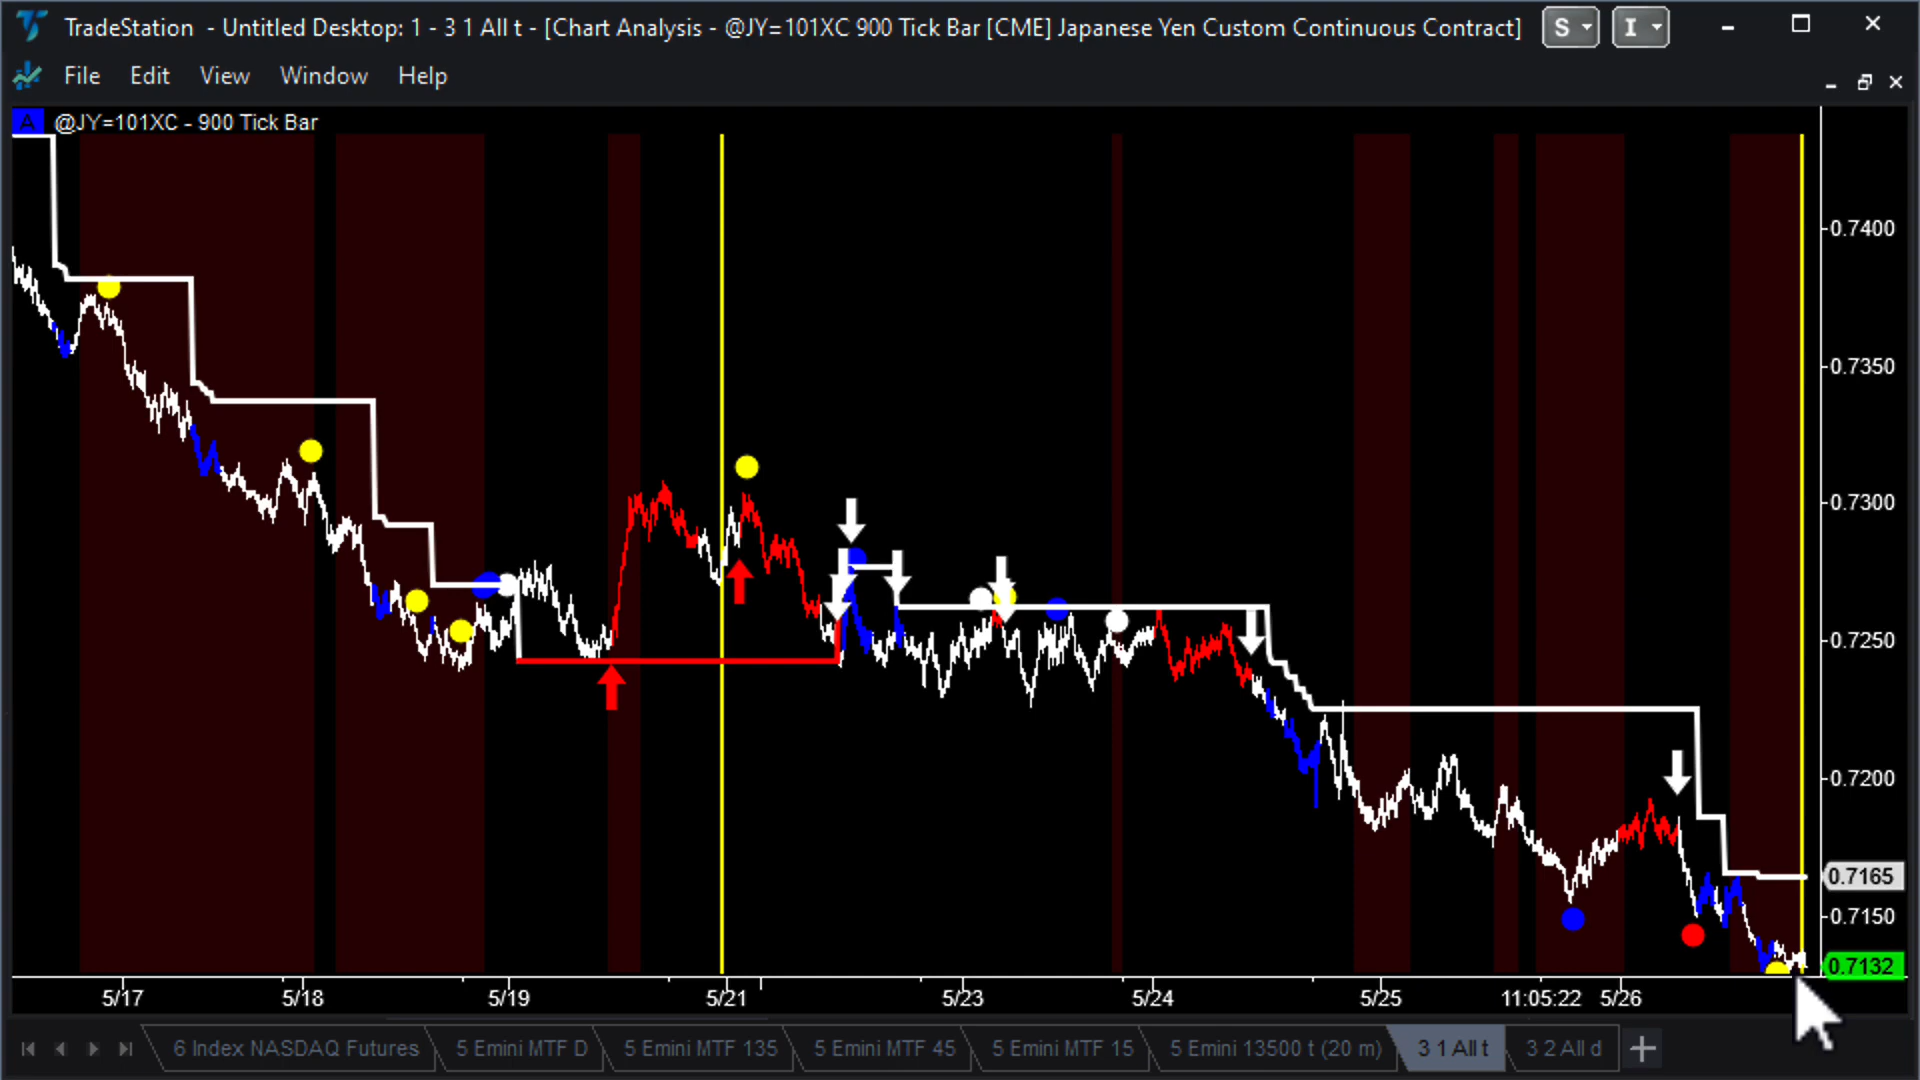 TradeStation - Untitled Desktop: 1 - 3 1 All t - [Chart Analysis - @JY=101XC 900 Tick Bar [CME] Japanese Yen Custom Continuous Contract]
S I
File Edit View Window Help
A @JY=101XC - 900 Tick Bar
0.7400
0.7350
0.7300
0.7250
0.7200
0.7165
0.7150
0.7132
5/17 5/18 5/19 5/21 5/23 5/24 5/25 11:05:22 5/26
6 Index NASDAQ Futures 5 Emini MTF D 5 Emini MTF 135 5 Emini MTF 45 5 Emini MTF 15 5 Emini 13500 t (20 m) 3 1 All t 3 2 All d